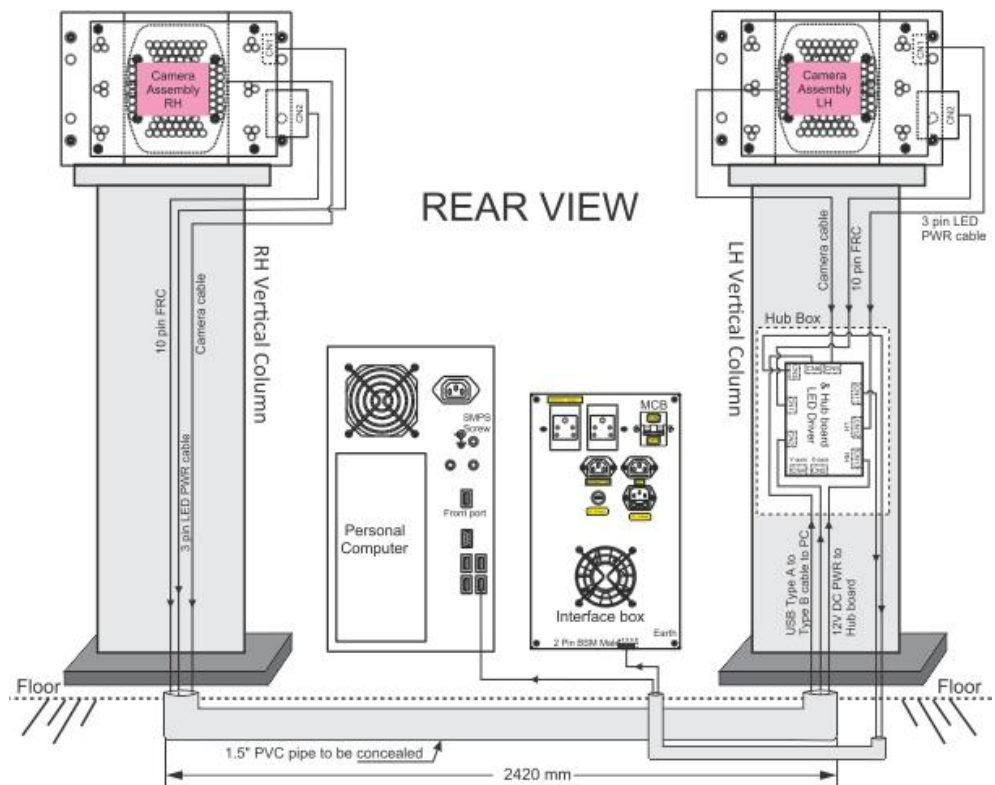 Camera
Assembly
RH
CN1
CN2
Camera
Assembly
LH
CN1
CN2
REAR VIEW
3 pin LED
PWR cable
RH Vertical Column
10 pin FRC
3 pin LED PWR cable
Camera cable
LH Vertical Column
Camera cable
10 pin FRC
Hub Box
LED Driver
& Hub board
LH
RH
SMPS
Screw
Front port
Personal
Computer
MCB
Interface box
Earth
2 Pin BSM Male
USB Type A to
Type B cable to PC
12V DC PWR to
Hub board
Floor
Floor
1.5" PVC pipe to be concealed
2420 mm